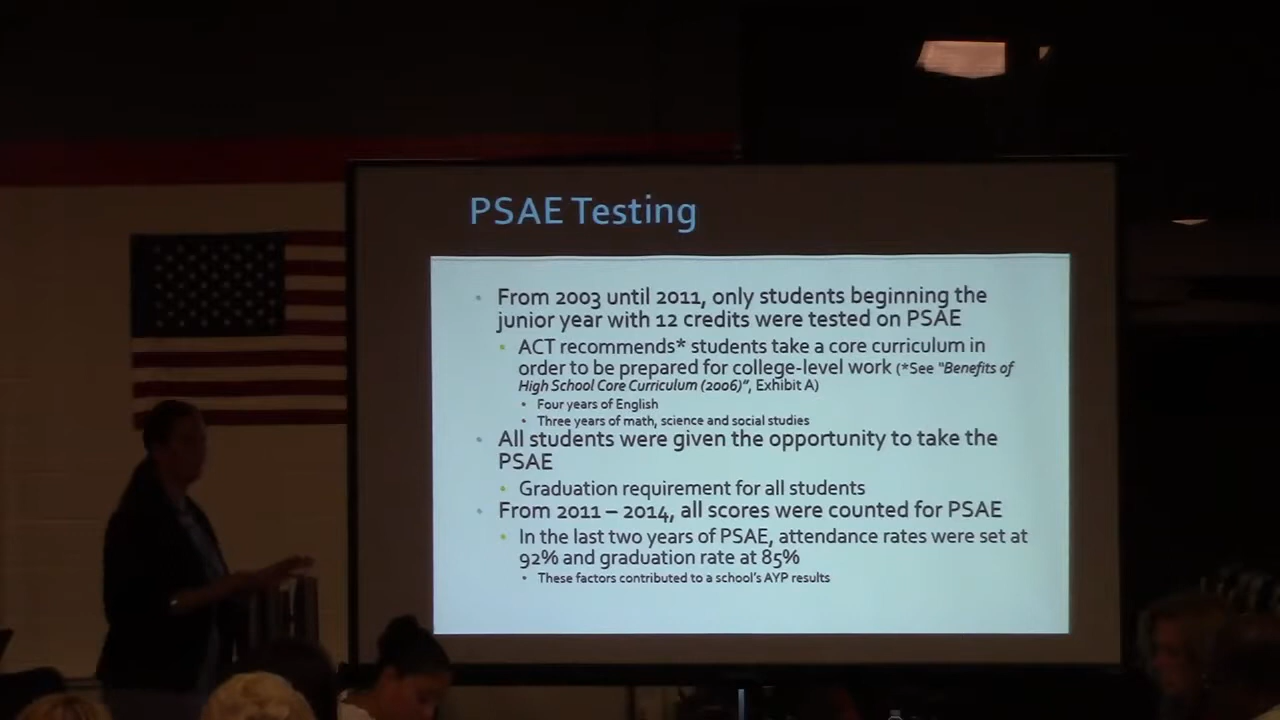 PSAE Testing
From 2003 until 2011, only students beginning the
junior year with 12 credits were tested on PSAE
ACT recommends* students take a core curriculum in
order to be prepared for college-level work (*See "Benefits of
High School Core Curriculum (2006)", Exhibit A)
Four years of English
Three years of math, science and social studies
All students were given the opportunity to take the
PSAE
Graduation requirement for all students
From 2011 – 2014, all scores were counted for PSAE
In the last two years of PSAE, attendance rates were set at
92% and graduation rate at 85%
These factors contributed to a school's AYP results